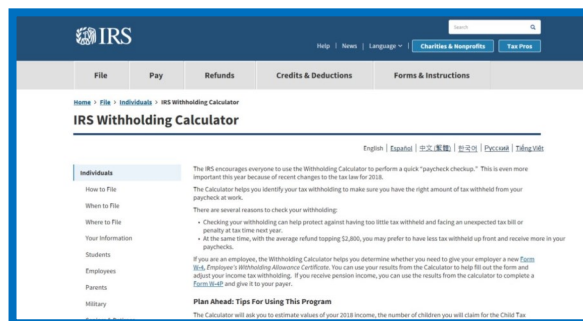 IRS
Search
Help | News | Language | Charities & Nonprofits Tax Pros
File Pay Refunds Credits & Deductions Forms & Instructions
Home > File > Individuals > IRS Withholding Calculator
IRS Withholding Calculator
English | Español | 中文 (繁體) | 한국어 | Русский | Tiếng Việt
Individuals
How to File
When to File
Where to File
Your Information
Students
Employees
Parents
Military
The IRS encourages everyone to use the Withholding Calculator to perform a quick "paycheck checkup." This is even more
important this year because of recent changes to the tax law for 2018.
The Calculator helps you identify your tax withholding to make sure you have the right amount of tax withheld from your
paycheck at work.
There are several reasons to check your withholding:
• Checking your withholding can help protect against having too little tax withheld and facing an unexpected tax bill or
penalty at tax time next year.
• At the same time, with the average refund topping $2,800, you may prefer to have less tax withheld up front and receive more in your
paychecks.
If you are an employee, the Withholding Calculator helps you determine whether you need to give your employer a new Form
W-4, Employee's Withholding Allowance Certificate. You can use your results from the Calculator to help fill out the form and
adjust your income tax withholding. If you receive pension income, you can use the results from the calculator to complete a
Form W-4P and give it to your payer.
Plan Ahead: Tips For Using This Program
The Calculator will ask you to estimate values of your 2018 income, the number of children you will claim for the Child Tax